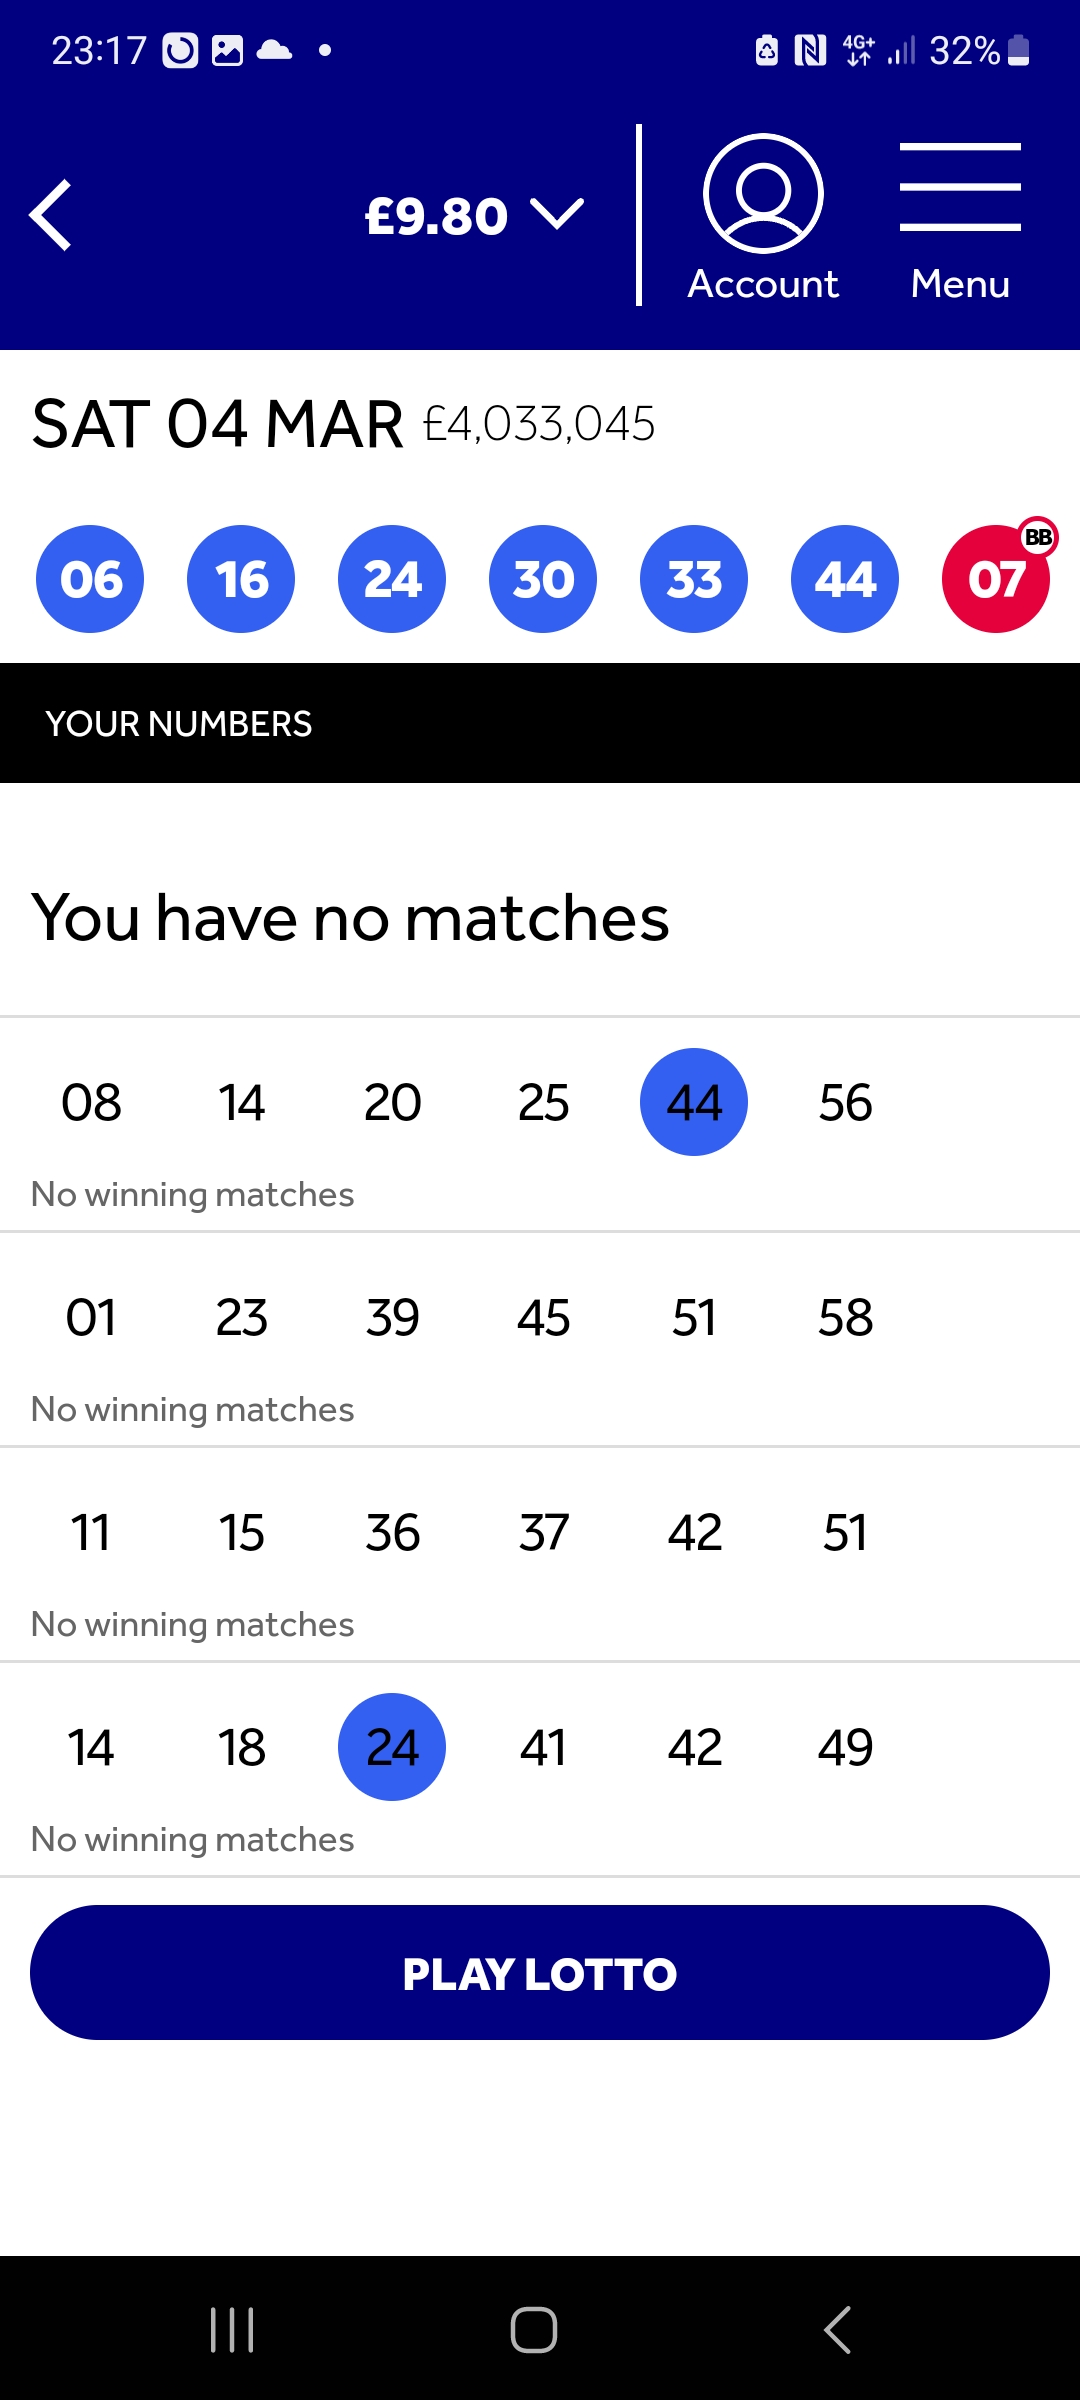 23:17 4G+ 32%
£9.80
Account Menu
SAT 04 MAR £4,033,045
BB
06 16 24 30 33 44 07
YOUR NUMBERS
You have no matches
08 14 20 25 44 56
No winning matches
01 23 39 45 51 58
No winning matches
11 15 36 37 42 51
No winning matches
14 18 24 41 42 49
No winning matches
PLAY LOTTO